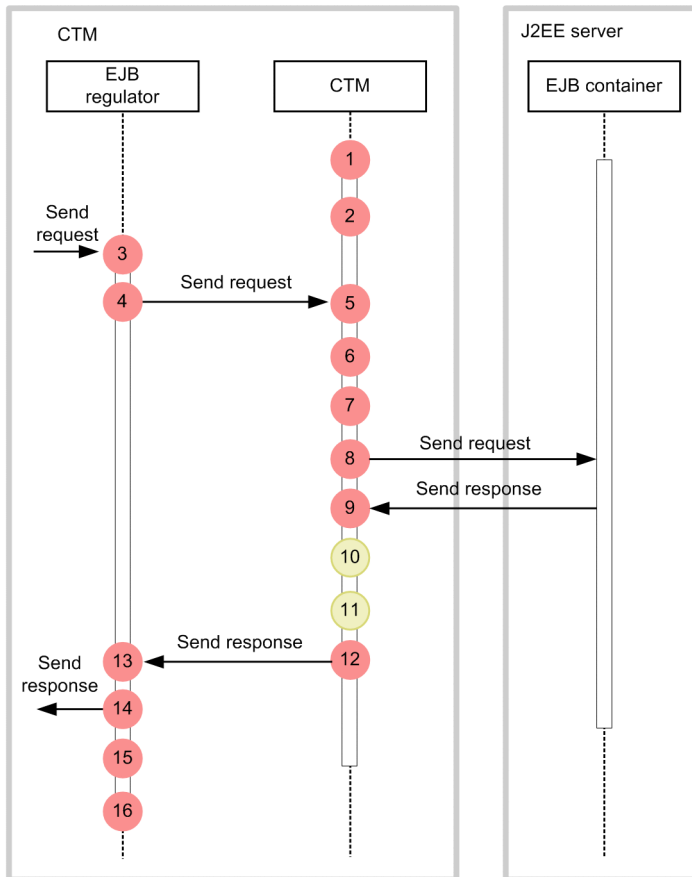 CTM
J2EE server
EJB
regulator
CTM
EJB container
1
2
Send
request
3
4
Send request
5
6
7
8
Send request
Send response
9
10
11
Send response
12
13
Send
response
14
15
16